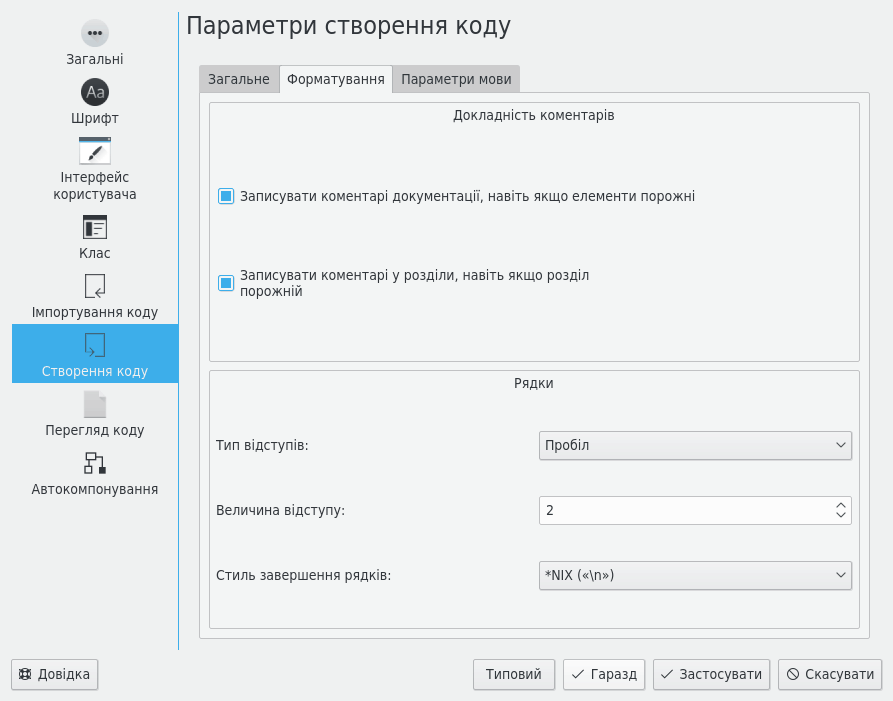 Параметри створення коду
Загальні
Шрифт
Інтерфейс
користувача
Клас
Імпортування коду
Створення коду
Перегляд коду
Автокомпонування
Загальне
Форматування
Параметри мови
Докладність коментарів
Записувати коментарі документації, навіть якщо елементи порожні
Записувати коментарі у розділи, навіть якщо розділ
порожній
Рядки
Тип відступів:
Пробіл
Величина відступу:
2
Стиль завершення рядків:
*NIX («\n»)
Довідка
Типовий
Гаразд
Застосувати
Скасувати